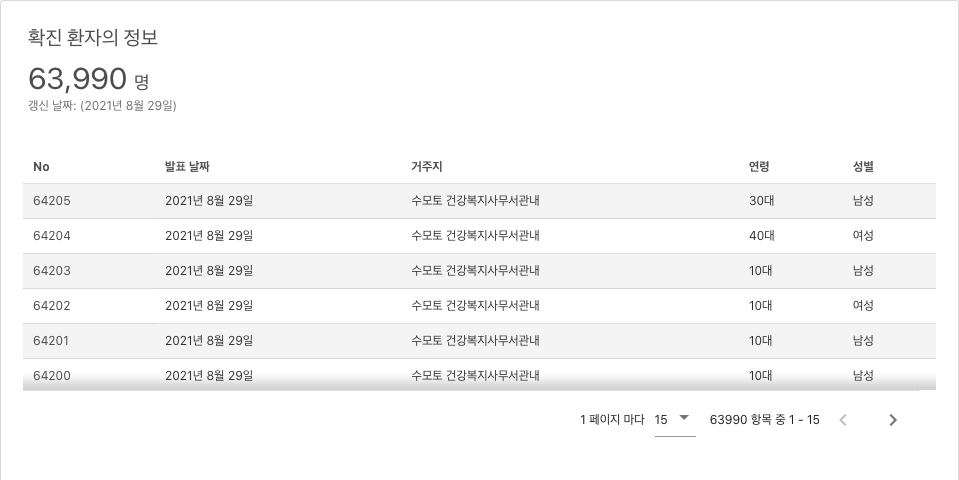 확진 환자의 정보
63,990 명
갱신 날짜: (2021년 8월 29일)
No 발표 날짜 거주지 연령 성별
64205 2021년 8월 29일 수모토 건강복지사무서관내 30대 남성
64204 2021년 8월 29일 수모토 건강복지사무서관내 40대 여성
64203 2021년 8월 29일 수모토 건강복지사무서관내 10대 남성
64202 2021년 8월 29일 수모토 건강복지사무서관내 10대 여성
64201 2021년 8월 29일 수모토 건강복지사무서관내 10대 남성
64200 2021년 8월 29일 수모토 건강복지사무서관내 10대 남성
1 페이지 마다 15 63990 항목 중 1 - 15